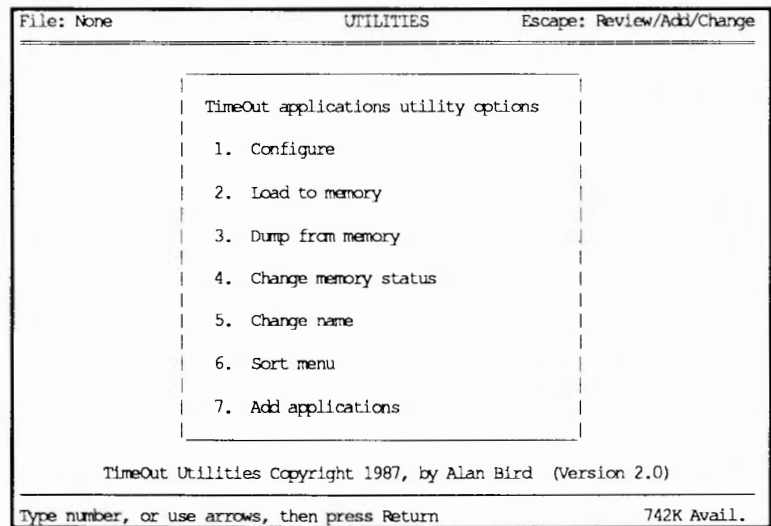 File: None UTILITIES Escape: Review/Add/Change
TimeOut applications utility options
1. Configure
2. Load to memory
3. Dump from memory
4. Change memory status
5. Change name
6. Sort menu
7. Add applications
TimeOut Utilities Copyright 1987, by Alan Bird (Version 2.0)
Type number, or use arrows, then press Return 742K Avail.